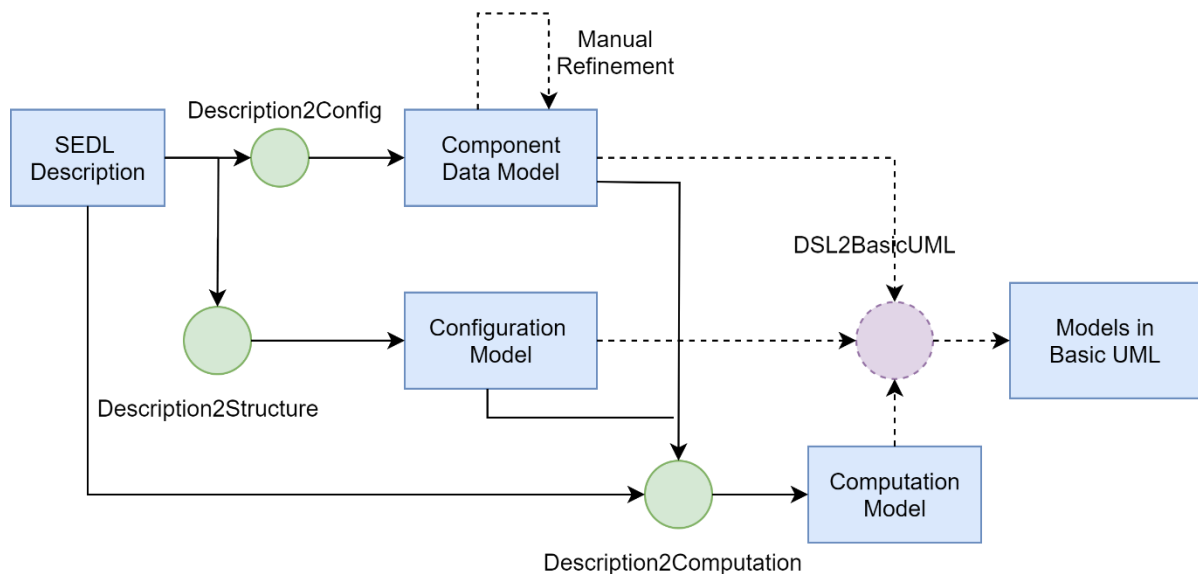 Manual
Refinement
Description2Config
SEDL
Description
Component
Data Model
DSL2BasicUML
Configuration
Model
Models in
Basic UML
Description2Structure
Computation
Model
Description2Computation